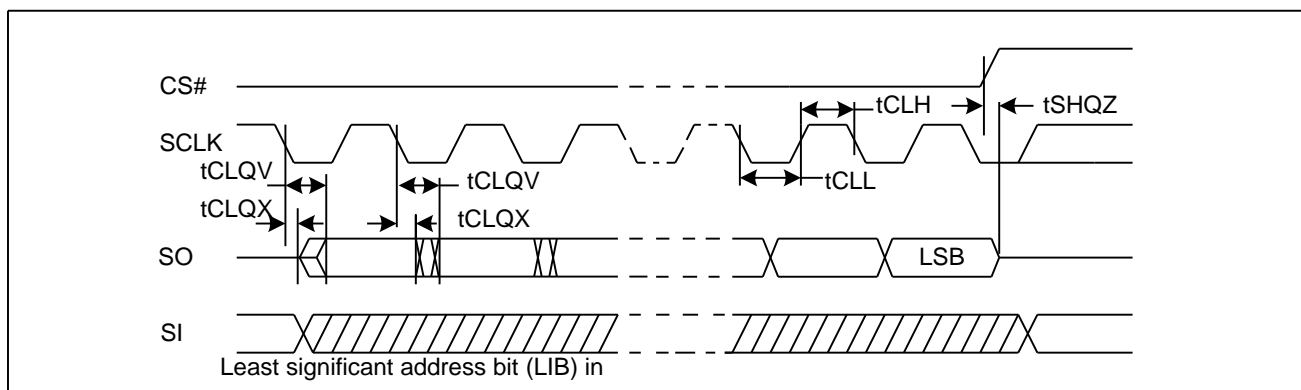 CS#
tCLH
tSHQZ
SCLK
tCLQV
tCLQV
tCLL
tCLQX
tCLQX
SO
LSB
SI
Least significant address bit (LIB) in